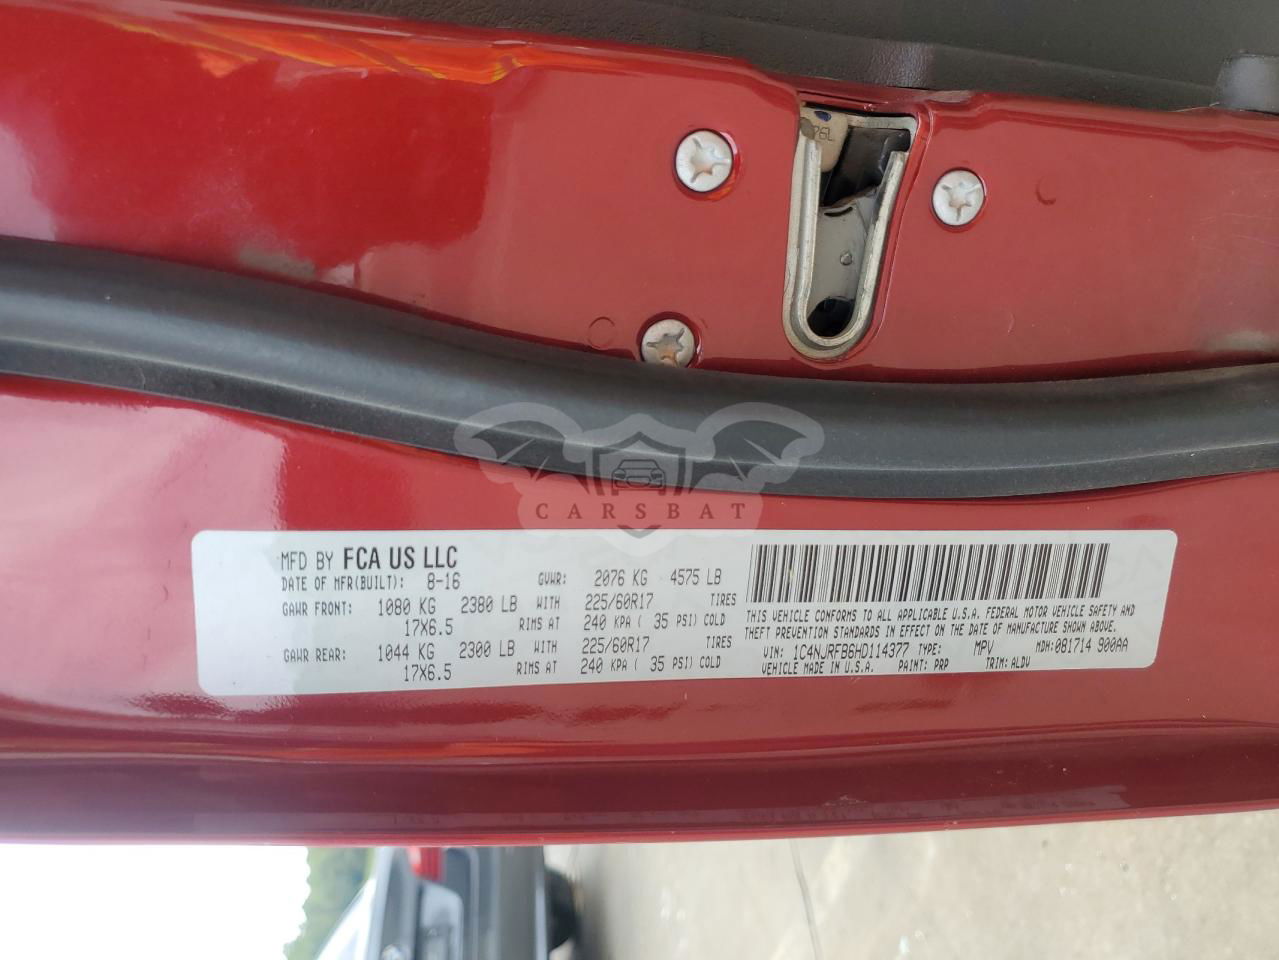 76L
CARSBAT
MFD BY FCA US LLC
DATE OF MFR(BUILT): 8-16 GVWR: 2076 KG 4575 LB
GAWR FRONT: 1080 KG 2380 LB WITH 225/60R17 TIRES
17X6.5 RIMS AT 240 KPA ( 35 PSI) COLD
GAWR REAR: 1044 KG 2300 LB WITH 225/60R17 TIRES
17X6.5 RIMS AT 240 KPA ( 35 PSI) COLD
THIS VEHICLE CONFORMS TO ALL APPLICABLE U.S.A. FEDERAL MOTOR VEHICLE SAFETY AND
THEFT PREVENTION STANDARDS IN EFFECT ON THE DATE OF MANUFACTURE SHOWN ABOVE.
VIN: 1C4NJRFB6HD114377 TYPE: MPV MDH: 081714 900AA
VEHICLE MADE IN U.S.A. PAINT: PRP TRIM: ALDV